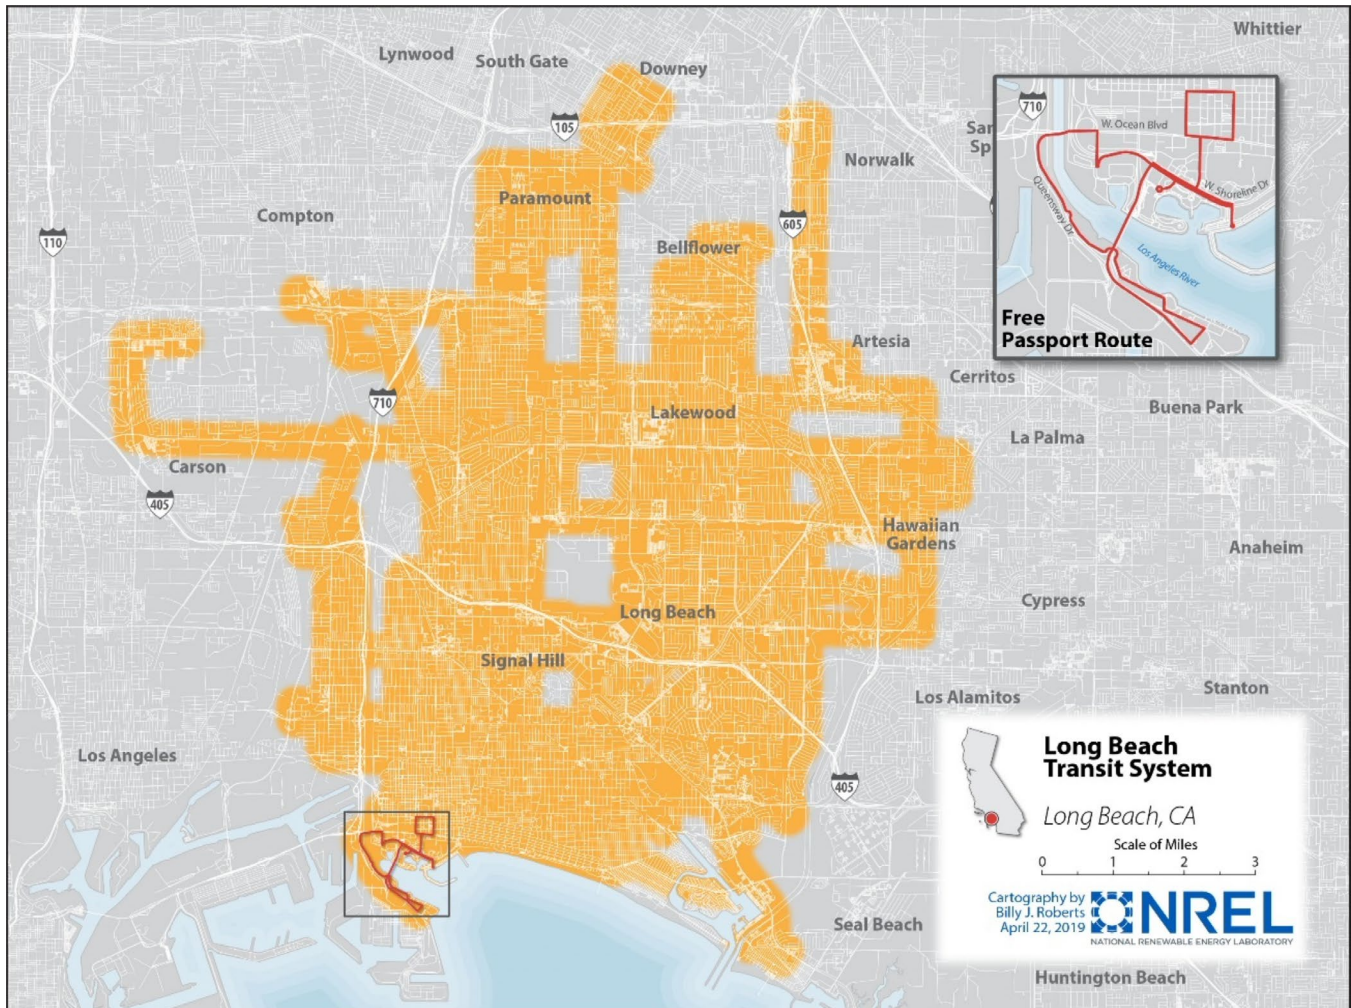 Whittier
Lynwood
South Gate
Downey
105
Norwalk
Paramount
Compton
110
605
Bellflower
Artesia
Cerritos
710
Lakewood
Buena Park
La Palma
Carson
405
Hawaiian
Gardens
Anaheim
Cypress
Long Beach
Signal Hill
Los Alamitos
Stanton
Los Angeles
405
Seal Beach
Huntington Beach
710
W. Ocean Blvd
W. Shoreline Dr
Queensway Dr
Los Angeles River
Free
Passport Route
Long Beach
Transit System
Long Beach, CA
Scale of Miles
0 1 2 3
Cartography by
Billy J. Roberts
April 22, 2019
NREL
NATIONAL RENEWABLE ENERGY LABORATORY